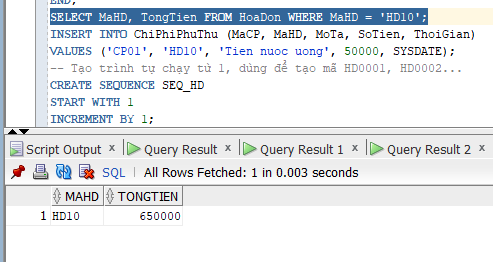 END;
SELECT MaHD, TongTien FROM HoaDon WHERE MaHD = 'HD10';
INSERT INTO ChiPhiPhuThu (MaCP, MaHD, MoTa, SoTien, ThoiGian)
VALUES ('CP01', 'HD10', 'Tien nuoc uong', 50000, SYSDATE);
-- Tạo trình tự chạy từ 1, dùng để tạo mã HD0001, HD0002...
CREATE SEQUENCE SEQ_HD
START WITH 1
INCREMENT BY 1;
Script Output x Query Result x Query Result 1 x Query Result 2 x
SQL | All Rows Fetched: 1 in 0.003 seconds
MAHD TONGTIEN
1 HD10 650000